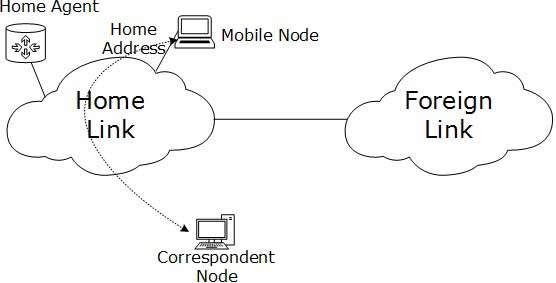 Home Agent
Home
Address
Mobile Node
Home
Link
Foreign
Link
Correspondent
Node